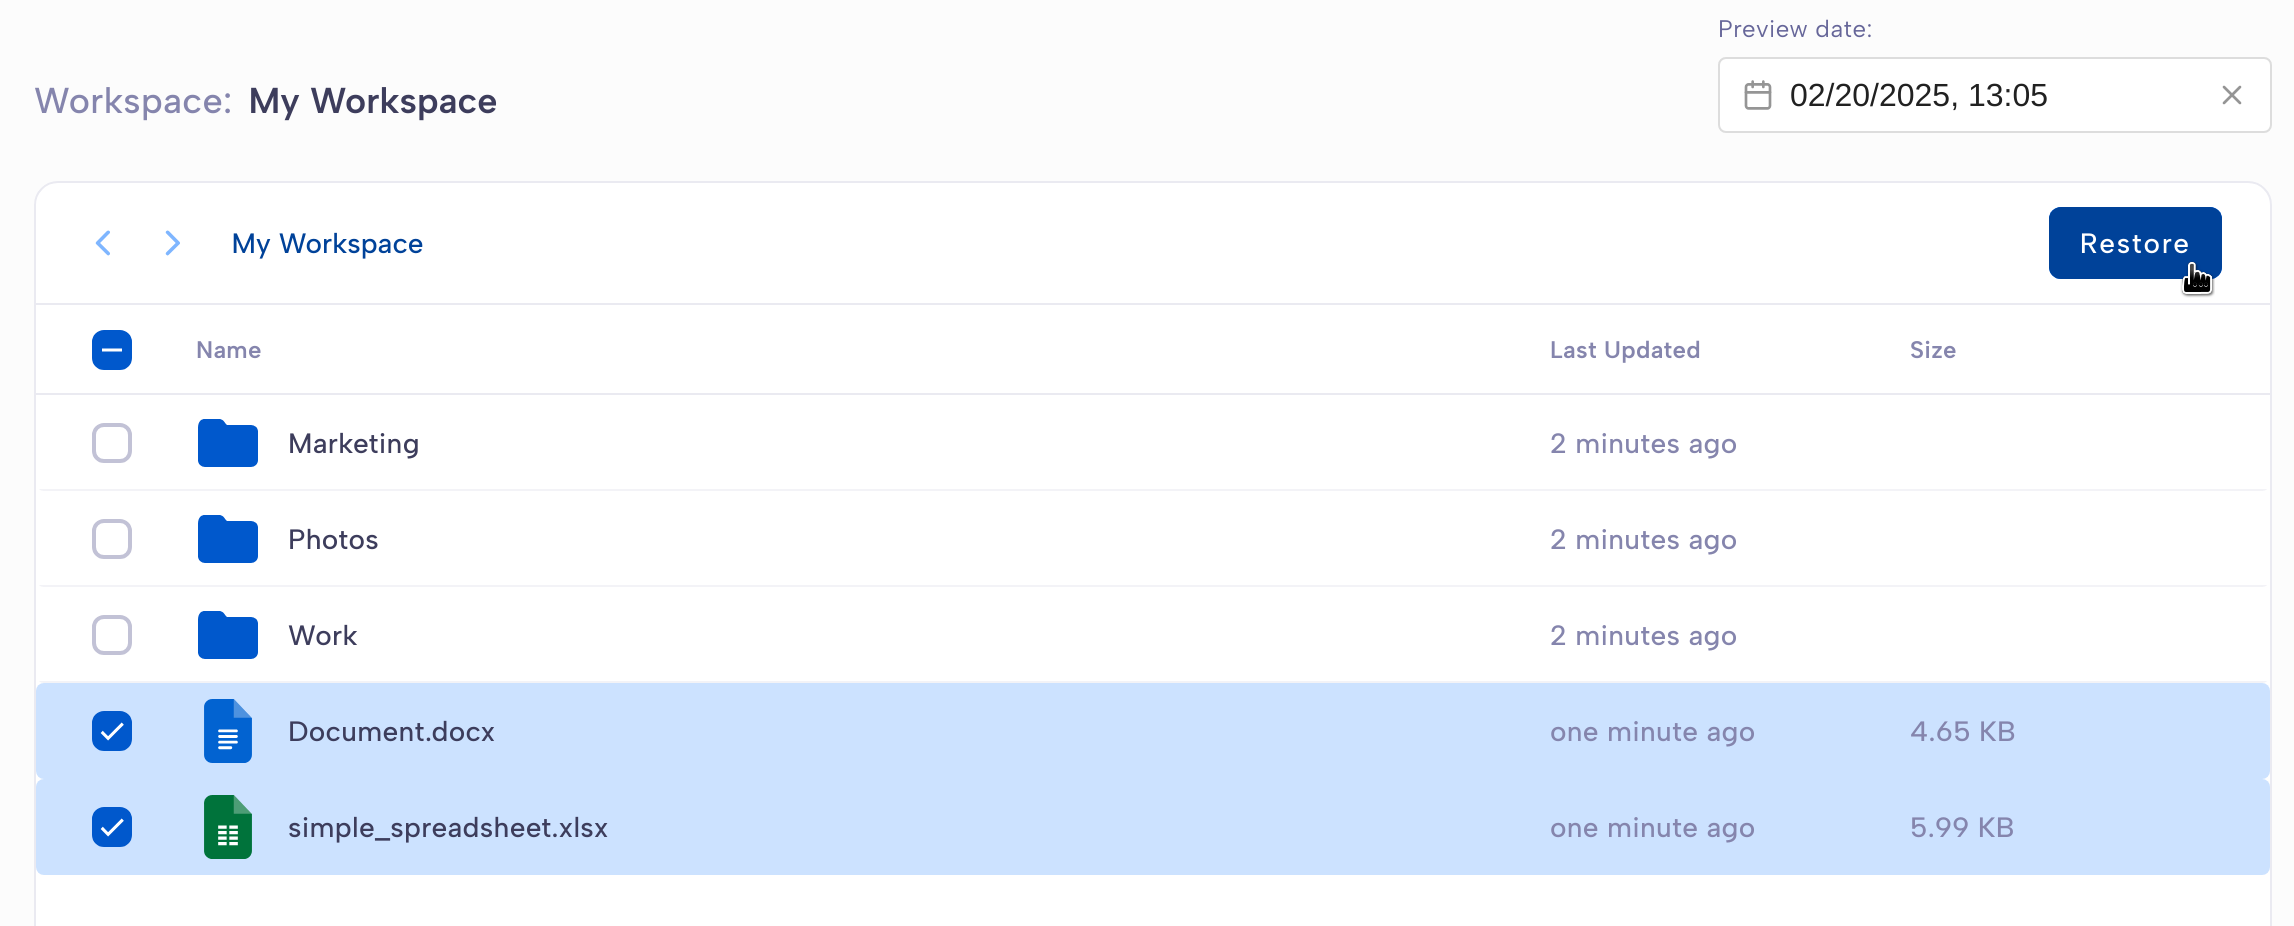 Preview date:
Workspace: My Workspace
02/20/2025, 13:05
My Workspace
Restore
Name Last Updated Size
Marketing 2 minutes ago
Photos 2 minutes ago
Work 2 minutes ago
Document.docx one minute ago 4.65 KB
simple_spreadsheet.xlsx one minute ago 5.99 KB